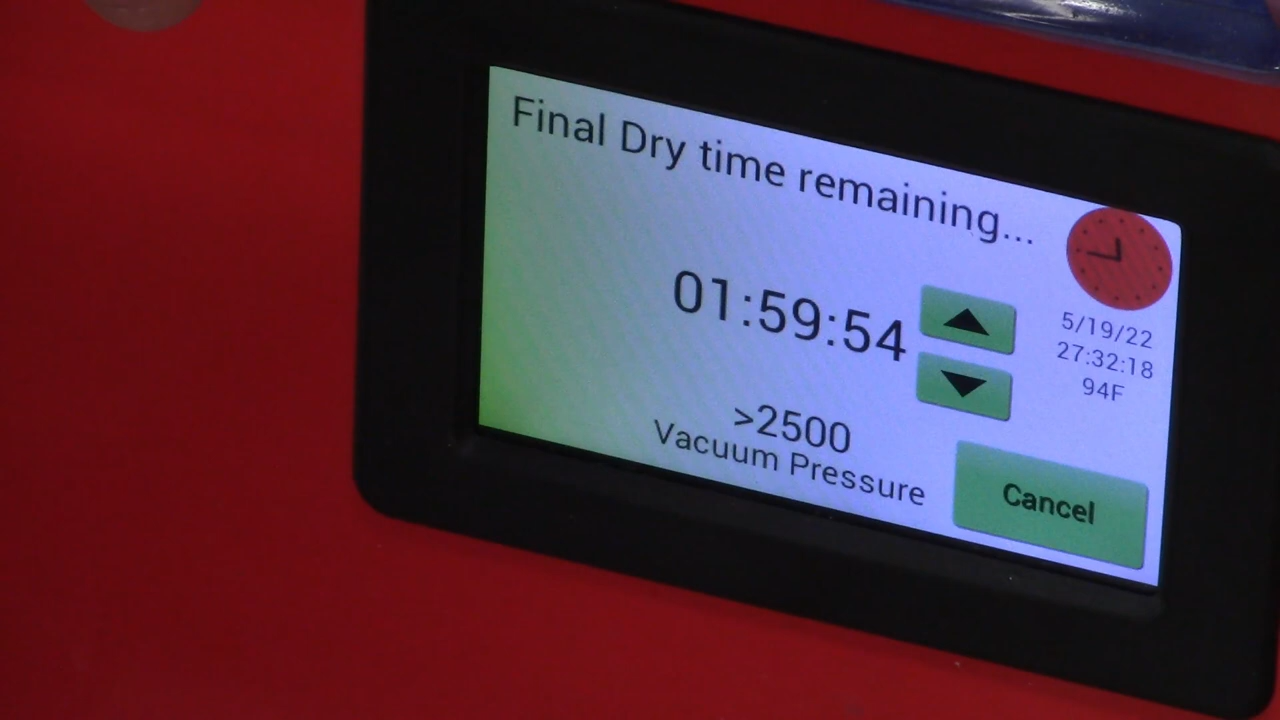 Final Dry time remaining...
01:59:54
5/19/22
27:32:18
94F
>2500
Vacuum Pressure
Cancel